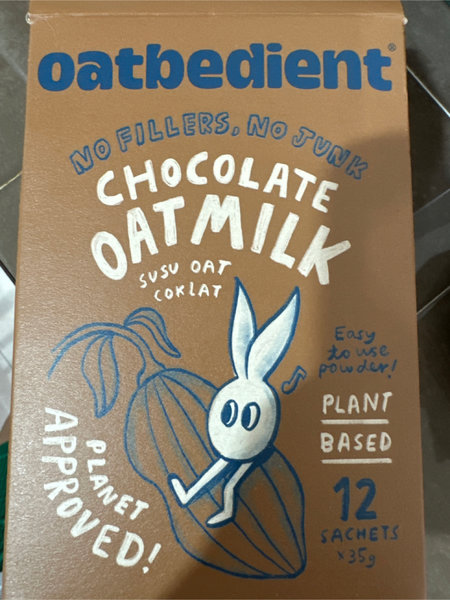 oatbedient®
NO FILLERS, NO JUNK
CHOCOLATE
OATMILK
SUSU OAT
COKLAT
Easy
to use
powder!
PLANT
BASED
PLANET
APPROVED!
12
SACHETS
x35g